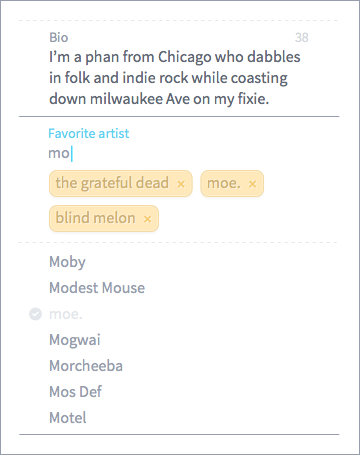 Bio 38
I'm a phan from Chicago who dabbles
in folk and indie rock while coasting
down milwaukee Ave on my fixie.
Favorite artist
mo
the grateful dead × moe. ×
blind melon ×
Moby
Modest Mouse
moe.
Mogwai
Morcheeba
Mos Def
Motel